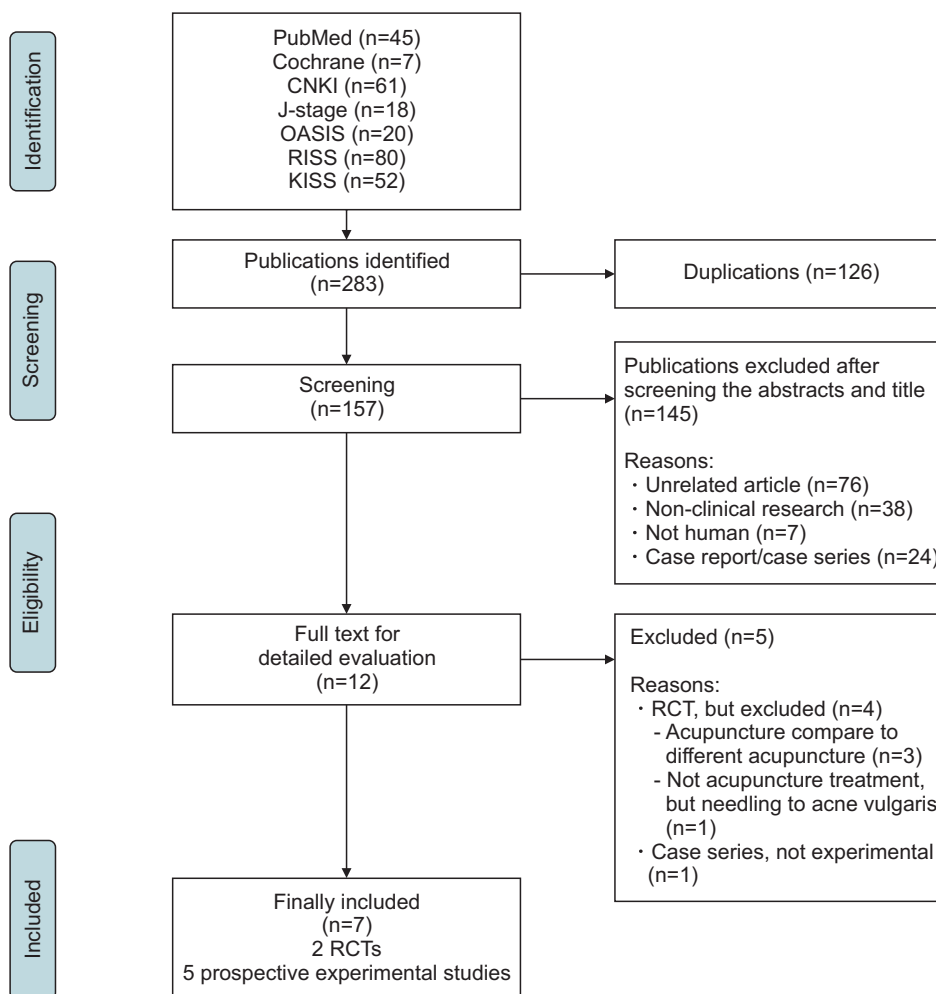 Identification
PubMed (n=45)
Cochrane (n=7)
CNKI (n=61)
J-stage (n=18)
OASIS (n=20)
RISS (n=80)
KISS (n=52)
Screening
Publications identified
(n=283)
Duplications (n=126)
Screening
(n=157)
Publications excluded after
screening the abstracts and title
(n=145)
Reasons:
· Unrelated article (n=76)
· Non-clinical research (n=38)
· Not human (n=7)
· Case report/case series (n=24)
Eligibility
Full text for
detailed evaluation
(n=12)
Excluded (n=5)
Reasons:
· RCT, but excluded (n=4)
- Acupuncture compare to
different acupuncture (n=3)
- Not acupuncture treatment,
but needling to acne vulgaris
(n=1)
· Case series, not experimental
(n=1)
Included
Finally included
(n=7)
2 RCTs
5 prospective experimental studies